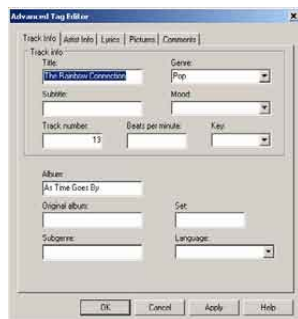 Advanced Tag Editor
Track Info Artist Info Lyrics Pictures Comments
Track info
Title: Genre:
The Rainbow Connection Pop
Subtitle: Mood:
Track number: Beats per minute: Key:
13
Album:
As Time Goes By
Original album: Set:
Subgenre: Language:
OK Cancel Apply Help